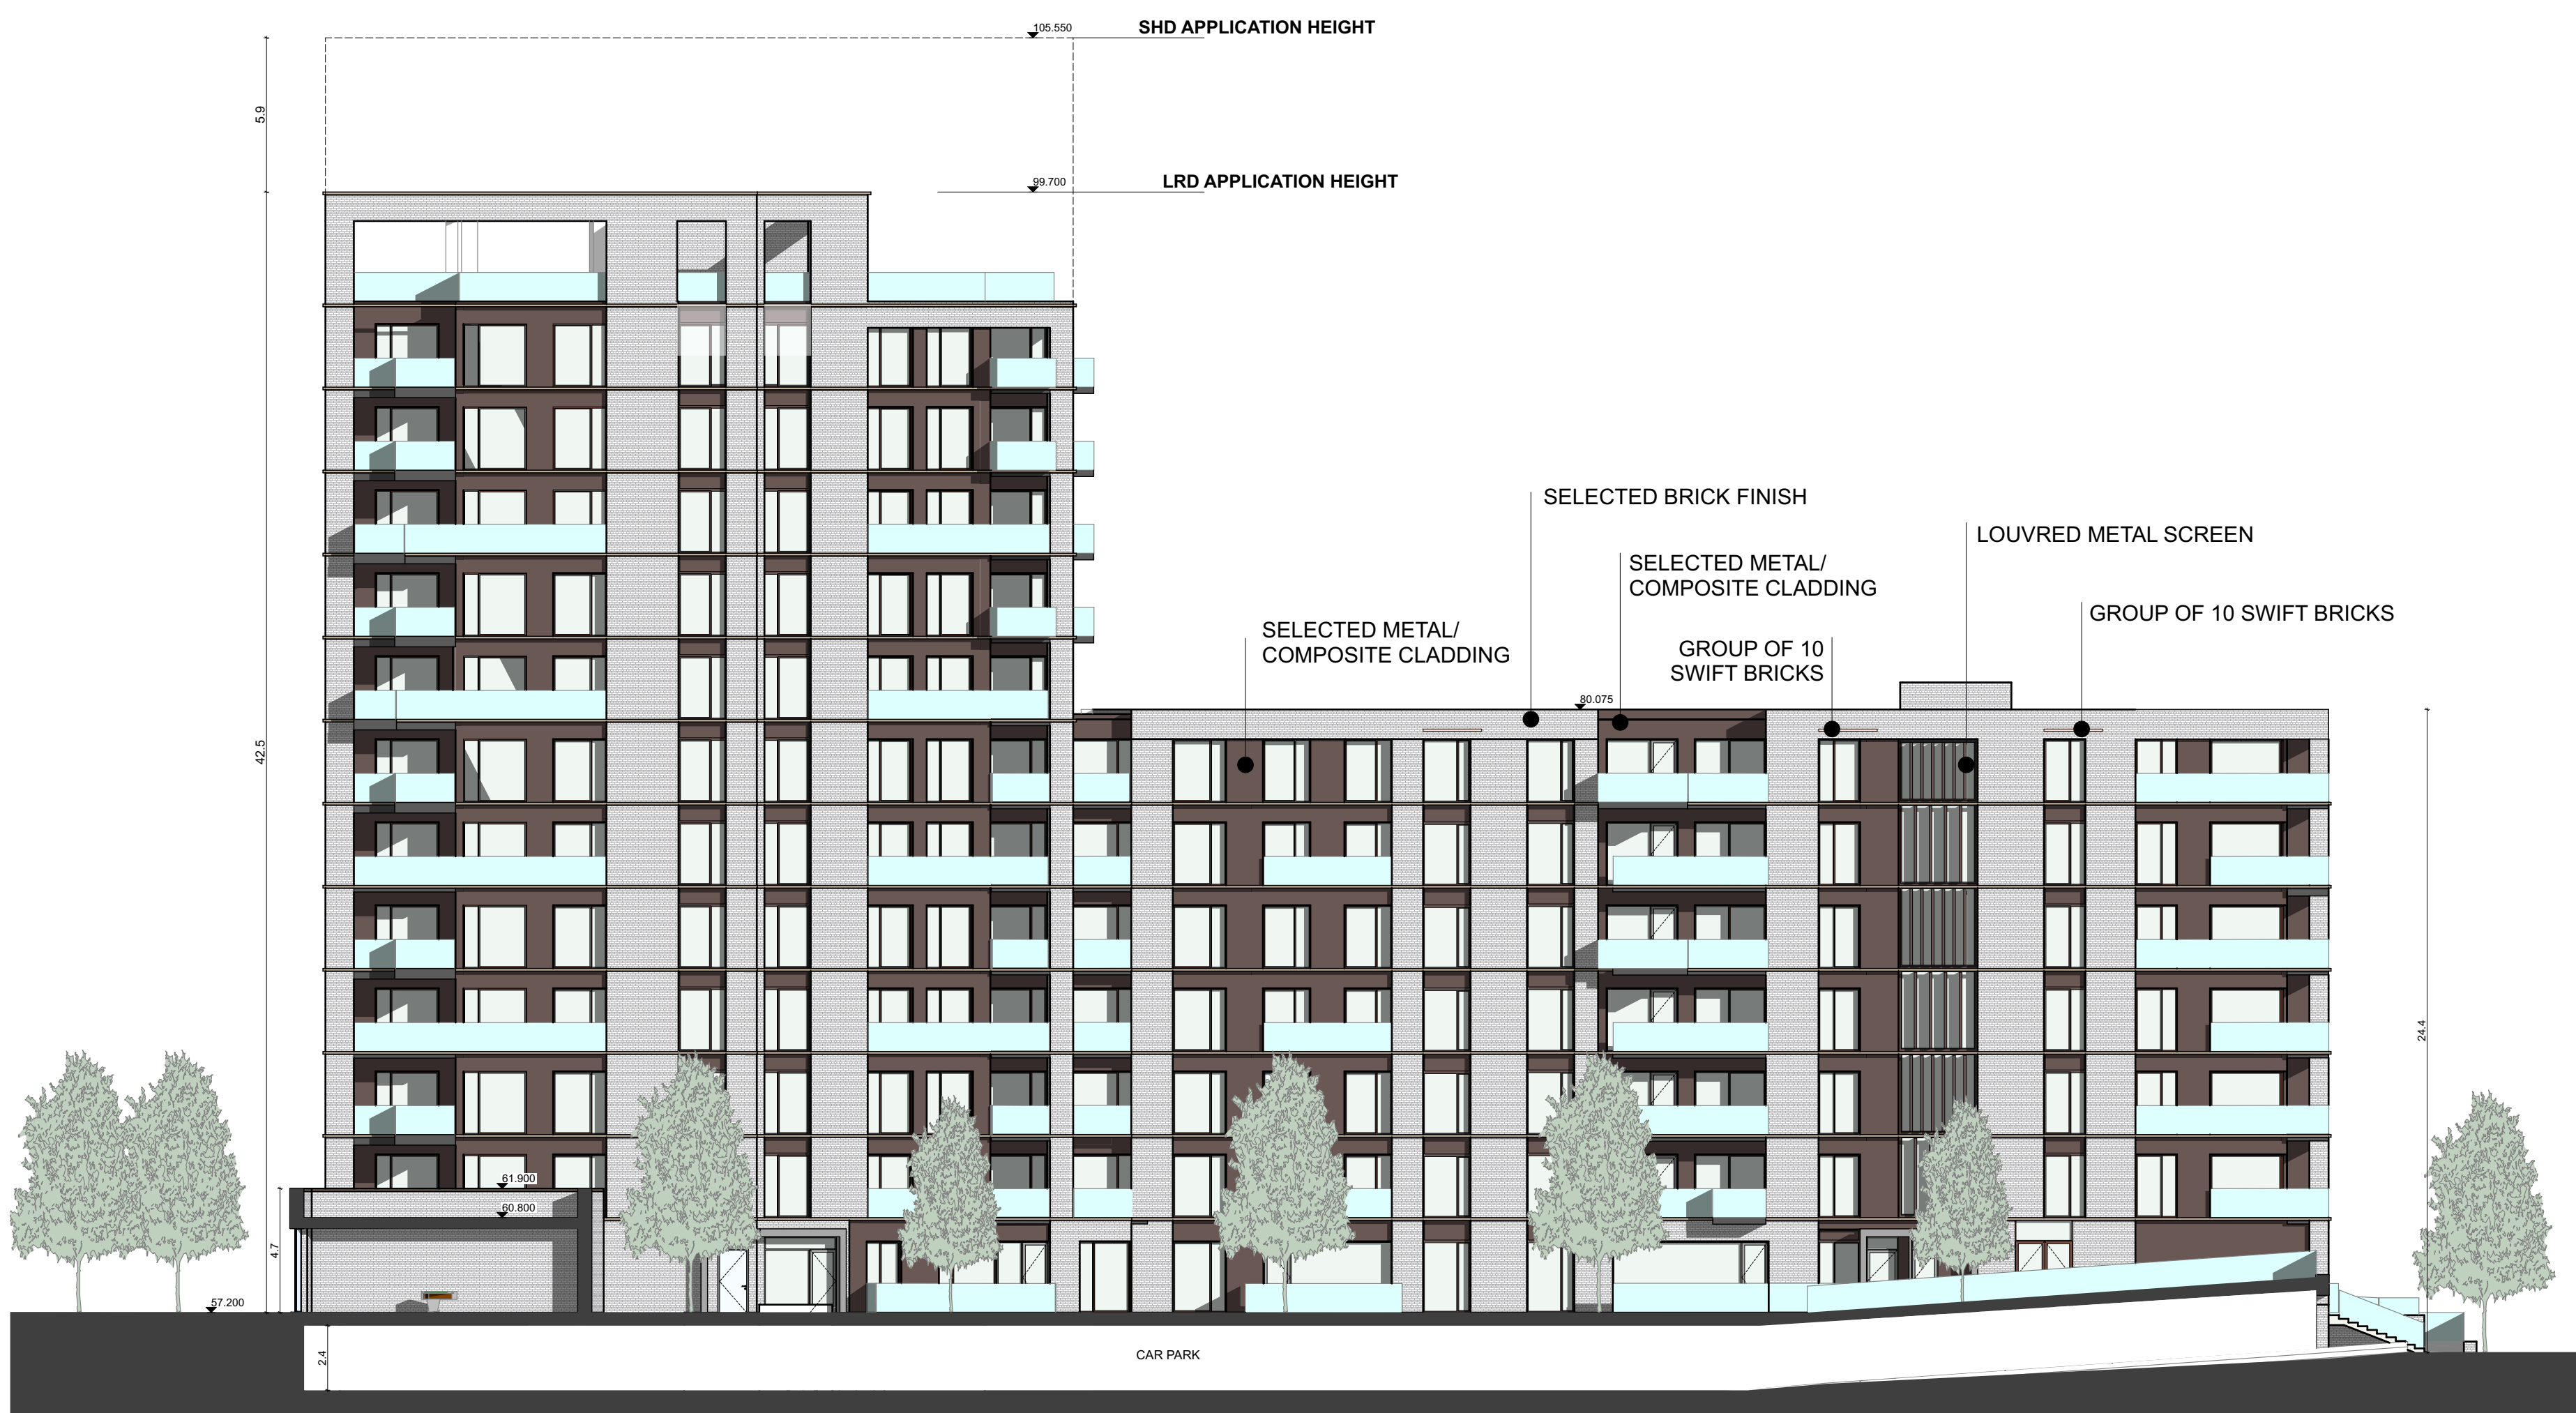 105.550
SHD APPLICATION HEIGHT
5.9
99.700
LRD APPLICATION HEIGHT
SELECTED BRICK FINISH
LOUVRED METAL SCREEN
SELECTED METAL/
COMPOSITE CLADDING
GROUP OF 10 SWIFT BRICKS
SELECTED METAL/
COMPOSITE CLADDING
GROUP OF 10
SWIFT BRICKS
80.075
42.5
24.4
61.900
60.800
4.7
57.200
2.4
CAR PARK